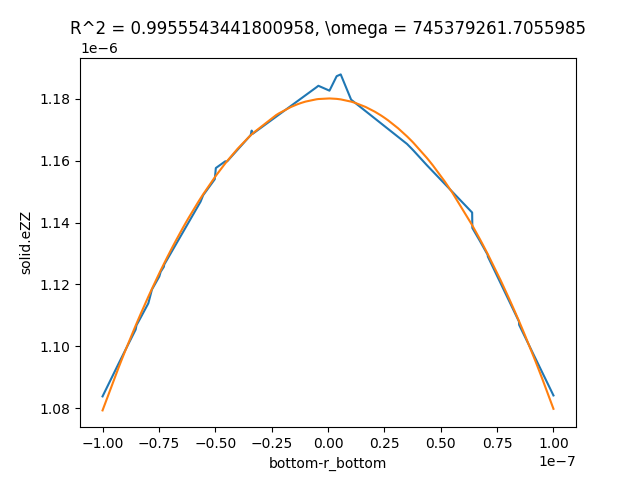 R^2 = 0.9955543441800958, \omega = 745379261.7055985
1e−6
1.18
1.16
1.14
1.12
1.10
1.08
solid.eZZ
−1.00 −0.75 −0.50 −0.25 0.00 0.25 0.50 0.75 1.00
bottom-r_bottom
1e−7